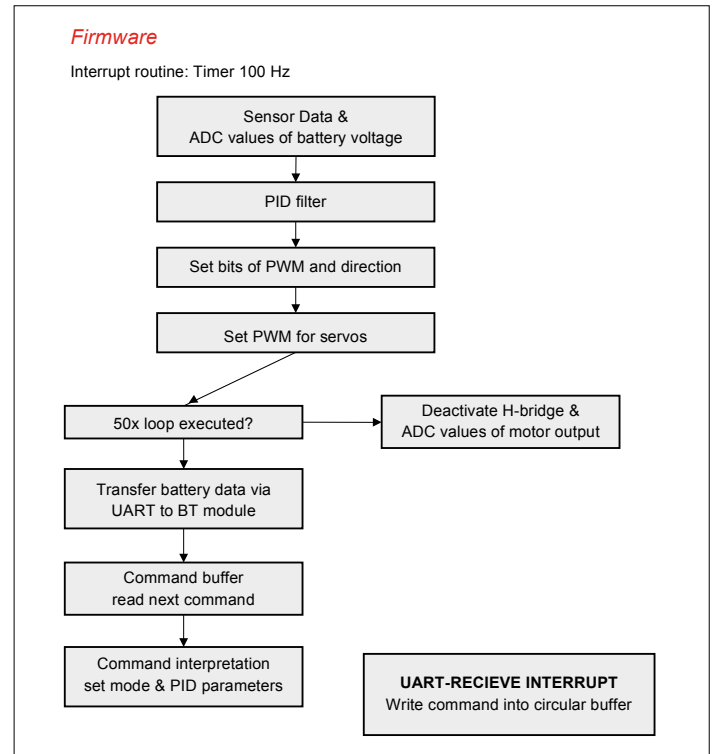 Firmware
Interrupt routine: Timer 100 Hz
Sensor Data &
ADC values of battery voltage
PID filter
Set bits of PWM and direction
Set PWM for servos
50x loop executed?
Deactivate H-bridge &
ADC values of motor output
Transfer battery data via
UART to BT module
Command buffer
read next command
Command interpretation
set mode & PID parameters
UART-RECIEVE INTERRUPT
Write command into circular buffer